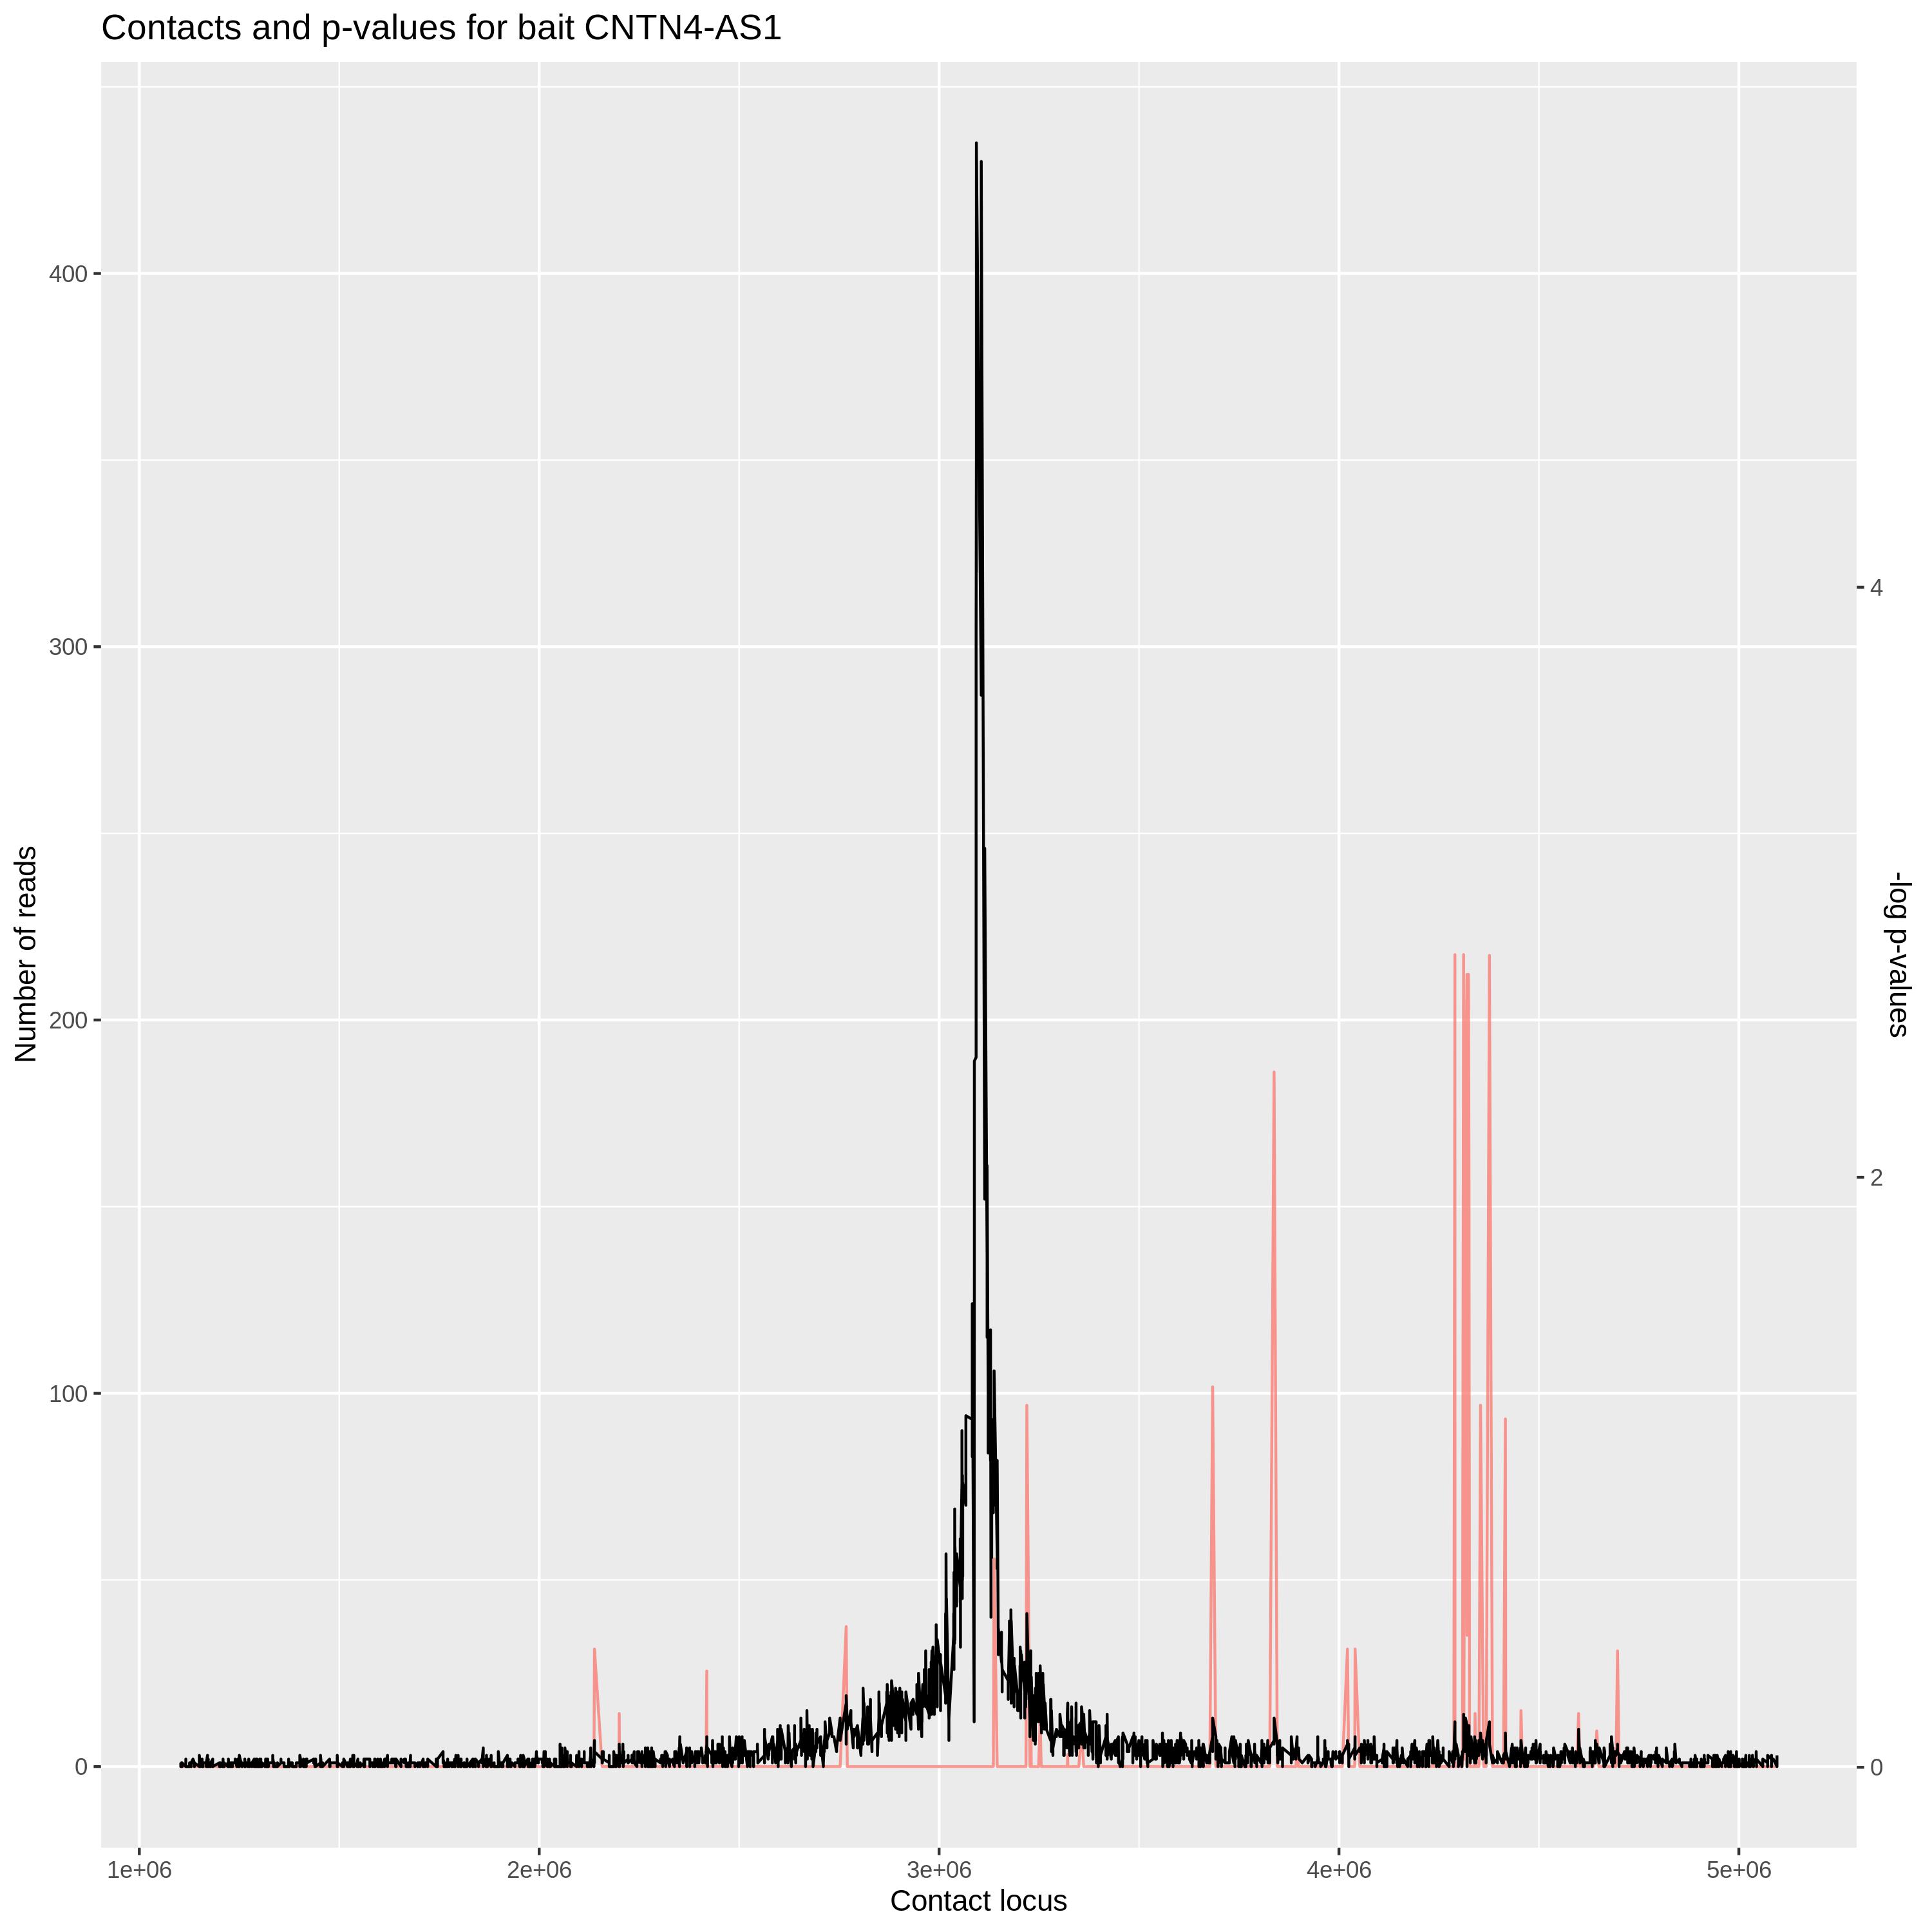 Contacts and p-values for bait CNTN4-AS1
Number of reads
400
300
200
100
0
4
2
0
-log p-values
1e+06
2e+06
3e+06
4e+06
5e+06
Contact locus